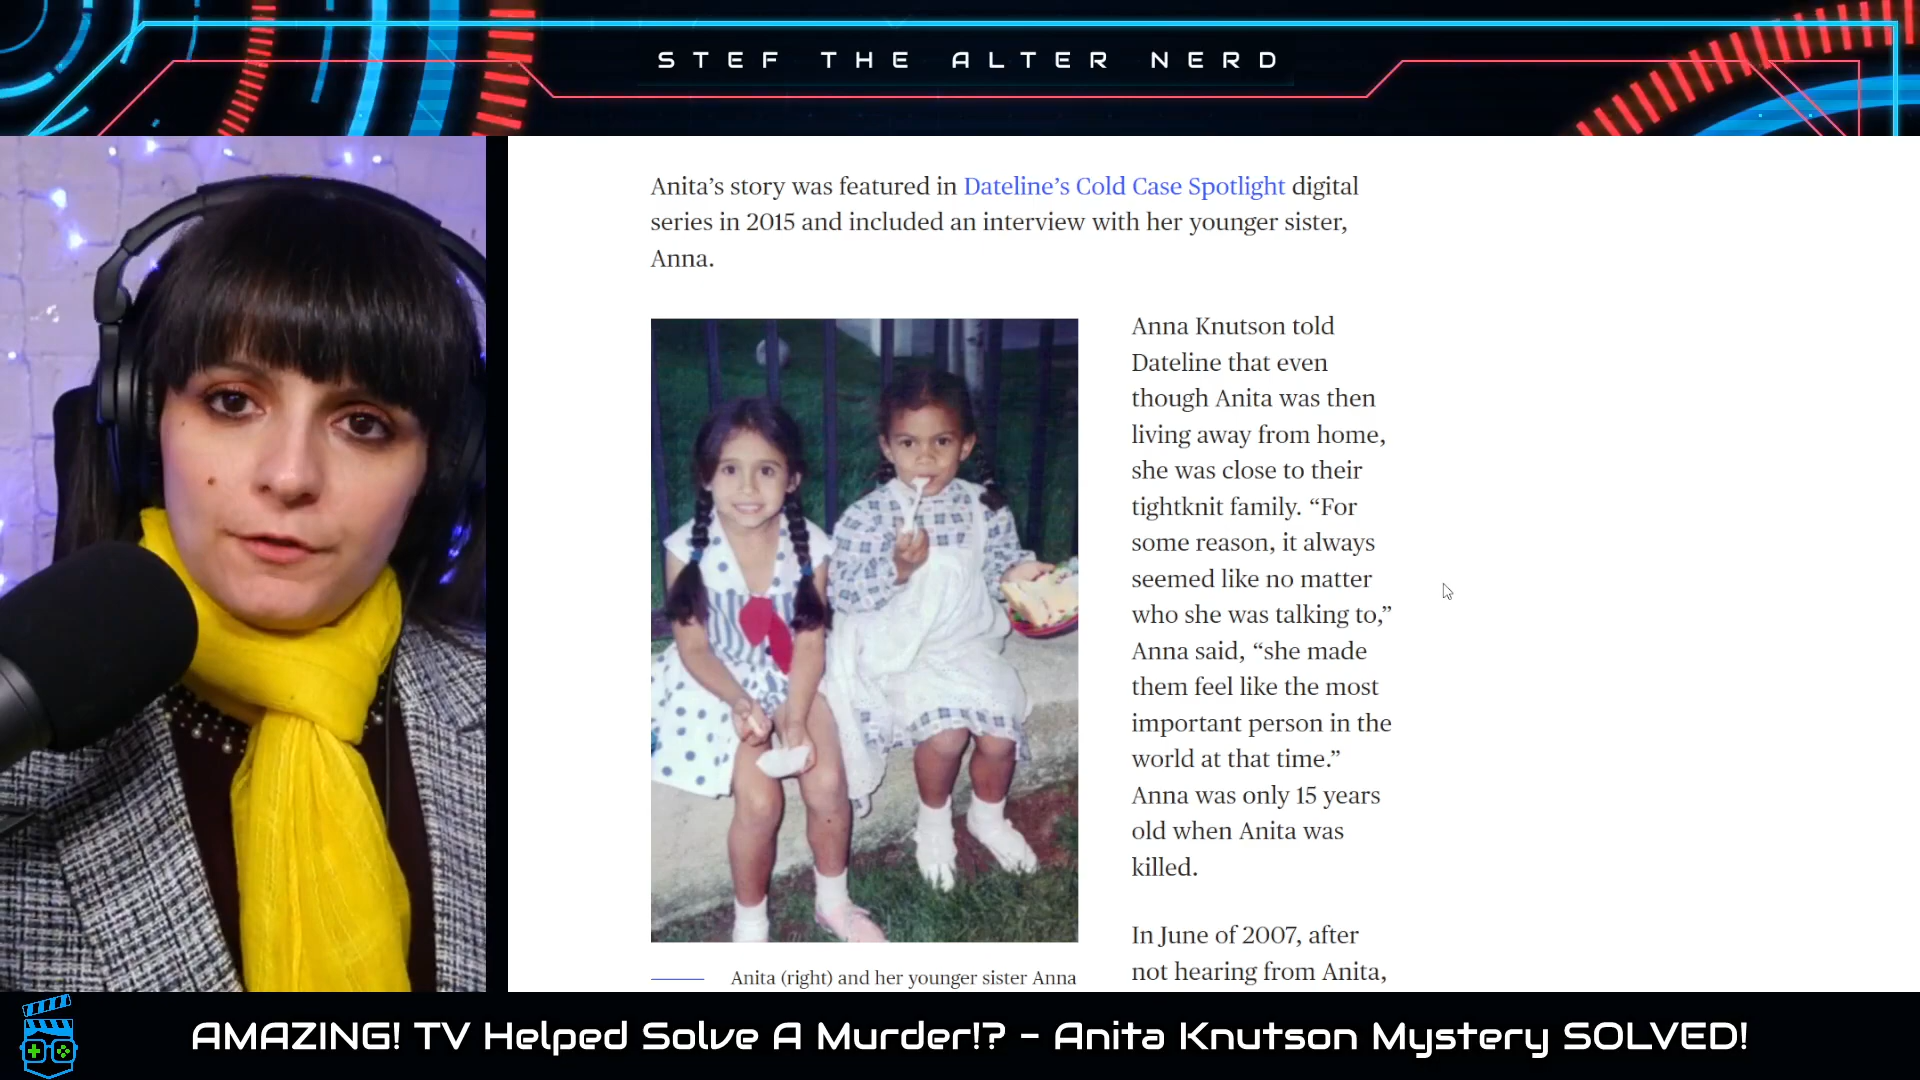 STEF THE ALTER NERD
Anita’s story was featured in Dateline’s Cold Case Spotlight digital
series in 2015 and included an interview with her younger sister,
Anna.
Anna Knutson told
Dateline that even
though Anita was then
living away from home,
she was close to their
tightknit family. “For
some reason, it always
seemed like no matter
who she was talking to,”
Anna said, “she made
them feel like the most
important person in the
world at that time.”
Anna was only 15 years
old when Anita was
killed.
In June of 2007, after
not hearing from Anita,
Anita (right) and her younger sister Anna
AMAZING! TV Helped Solve A Murder!? - Anita Knutson Mystery SOLVED!